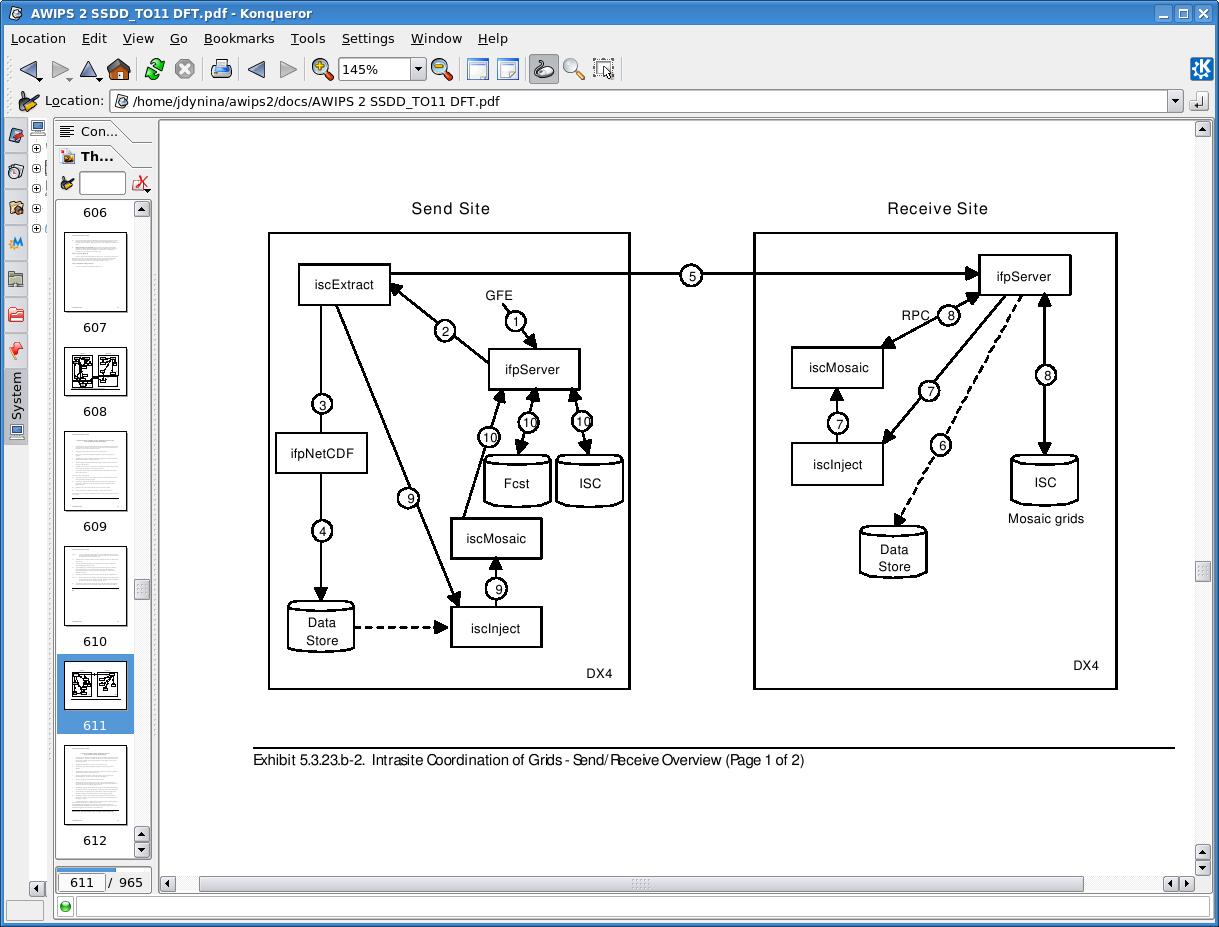 AWIPS 2 SSDD_TO11 DFT.pdf - Konqueror
Location Edit View Go Bookmarks Tools Settings Window Help
145%
Location: /home/jdynina/awips2/docs/AWIPS 2 SSDD_TO11 DFT.pdf
Con...
Th...
System
606
607
608
609
610
611
612
611 / 965
Send Site
Receive Site
iscExtract
5
ifpServer
GFE
1
2
RPC
8
ifpServer
iscMosaic
8
7
3
10
10
10
7
ifpNetCDF
iscInject
6
Fcst
ISC
ISC
9
Mosaic grids
4
iscMosaic
Data
Store
9
Data
Store
iscInject
DX4
DX4
Exhibit 5.3.23.b-2. Intrasite Coordination of Grids - Send/Receive Overview (Page 1 of 2)